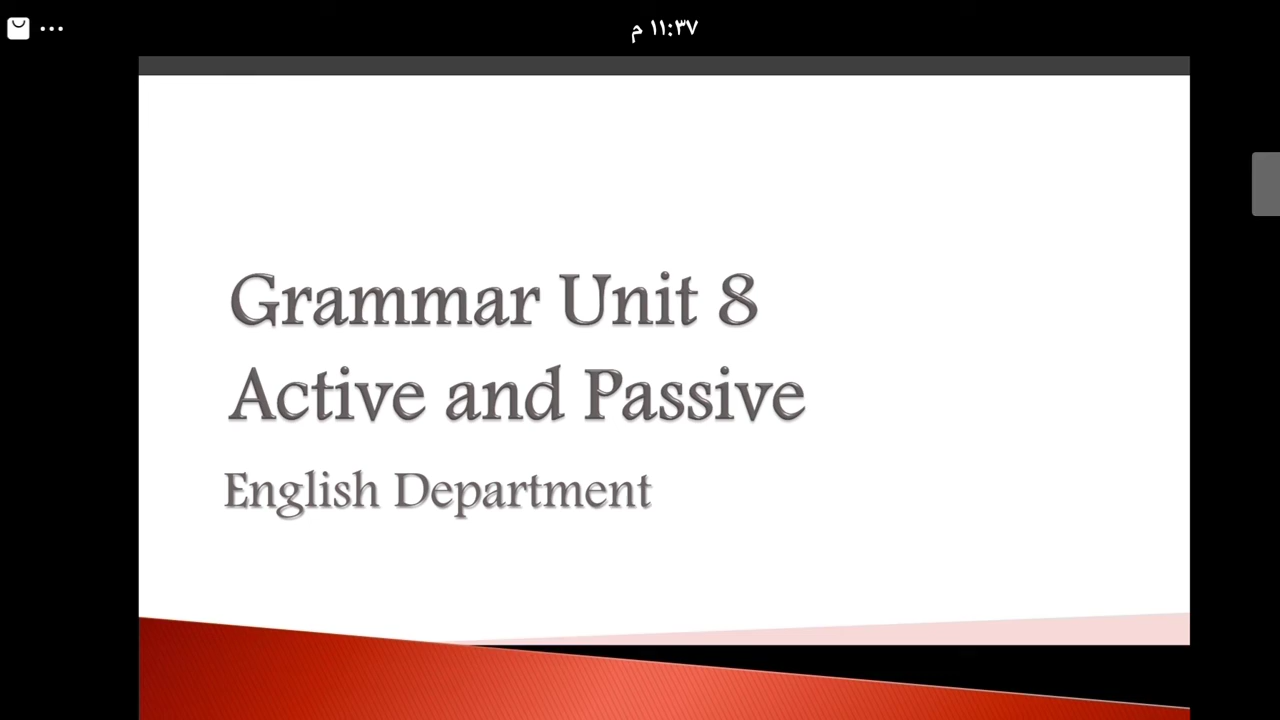 ١١:٣٧ م
Grammar Unit 8
Active and Passive
English Department